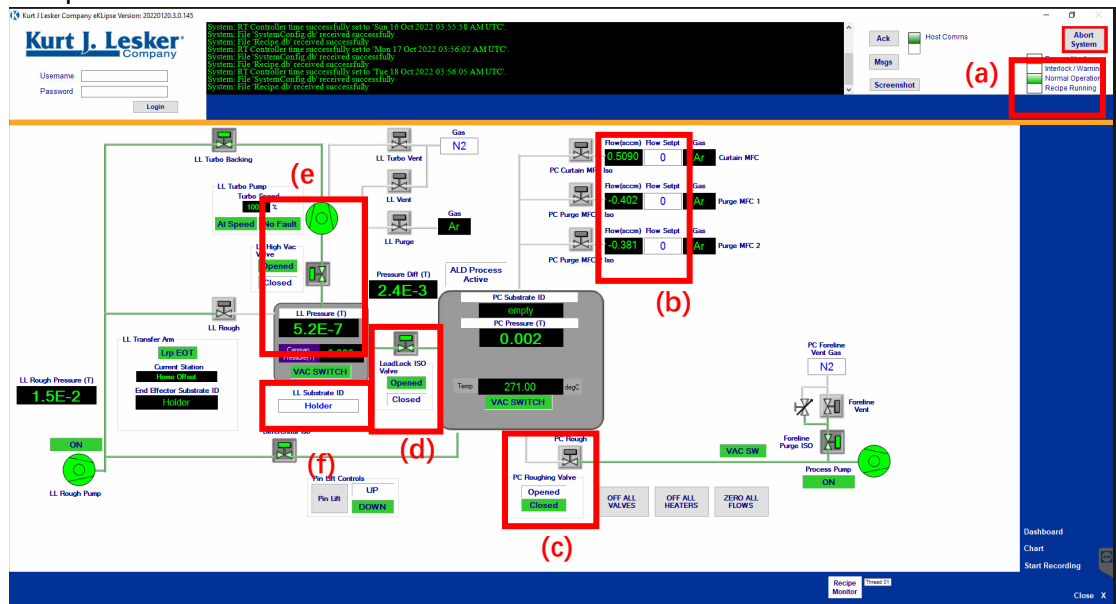 Kurt J. Lesker Company eKLipse Version: 20220120.3.0.145
Kurt J. Lesker
Company
Username
Password
Login
System: RT Controller time successfully set to 'Sun 16 Oct 2022 03:55:58 AM UTC'.
System: File 'SystemConfig.db' received successfully
System: File 'Recipe.db' received successfully
System: RT Controller time successfully set to 'Mon 17 Oct 2022 03:56:02 AM UTC'.
System: File 'SystemConfig.db' received successfully
System: File 'Recipe.db' received successfully
System: RT Controller time successfully set to 'Tue 18 Oct 2022 03:56:05 AM UTC'.
System: File 'SystemConfig.db' received successfully
System: File 'Recipe.db' received successfully
Ack
Host Comms
Msgs
Screenshot
Abort
System
(a)
Interlock / Warning
Normal Operation
Recipe Running
LL Turbo Backing
LL Turbo Vent
Gas
N2
LL Vent
Gas
Ar
LL Purge
(e)
LL Turbo Pump
Turbo Speed
100 %
At Speed
No Fault
LL High Vac
Valve
Opened
Closed
Flow(sccm) Flow Setpt Gas
0.5090 0 Ar Curtain MFC
PC Curtain MFC Iso
Flow(sccm) Flow Setpt Gas
-0.402 0 Ar Purge MFC 1
PC Purge MFC 1 Iso
Flow(sccm) Flow Setpt Gas
-0.381 0 Ar Purge MFC 2
PC Purge MFC 2 Iso
(b)
Pressure Diff (T)
2.4E-3
ALD Process
Active
LL Rough
LL Pressure (T)
5.2E-7
Pressure(T)
VAC SWITCH
LL Substrate ID
Holder
PC Substrate ID
empty
PC Pressure (T)
0.002
Temp 271.00 degC
VAC SWITCH
LL Transfer Arm
Lrp EOT
Current Station
Home Offset
End Effector Substrate ID
Holder
LL Rough Pressure (T)
1.5E-2
LoadLock ISO
Valve
Opened
Closed
(d)
PC Foreline
Vent Gas
N2
Foreline
Vent
Foreline
Purge ISO
VAC SW
Process Pump
ON
ON
LL Rough Pump
Differential Iso
(f)
Pin Lift Controls
Pin Lift
UP
DOWN
PC Rough
PC Roughing Valve
Opened
Closed
(c)
OFF ALL
VALVES
OFF ALL
HEATERS
ZERO ALL
FLOWS
Dashboard
Chart
Start Recording
Recipe
Monitor
Thread 01
Close X